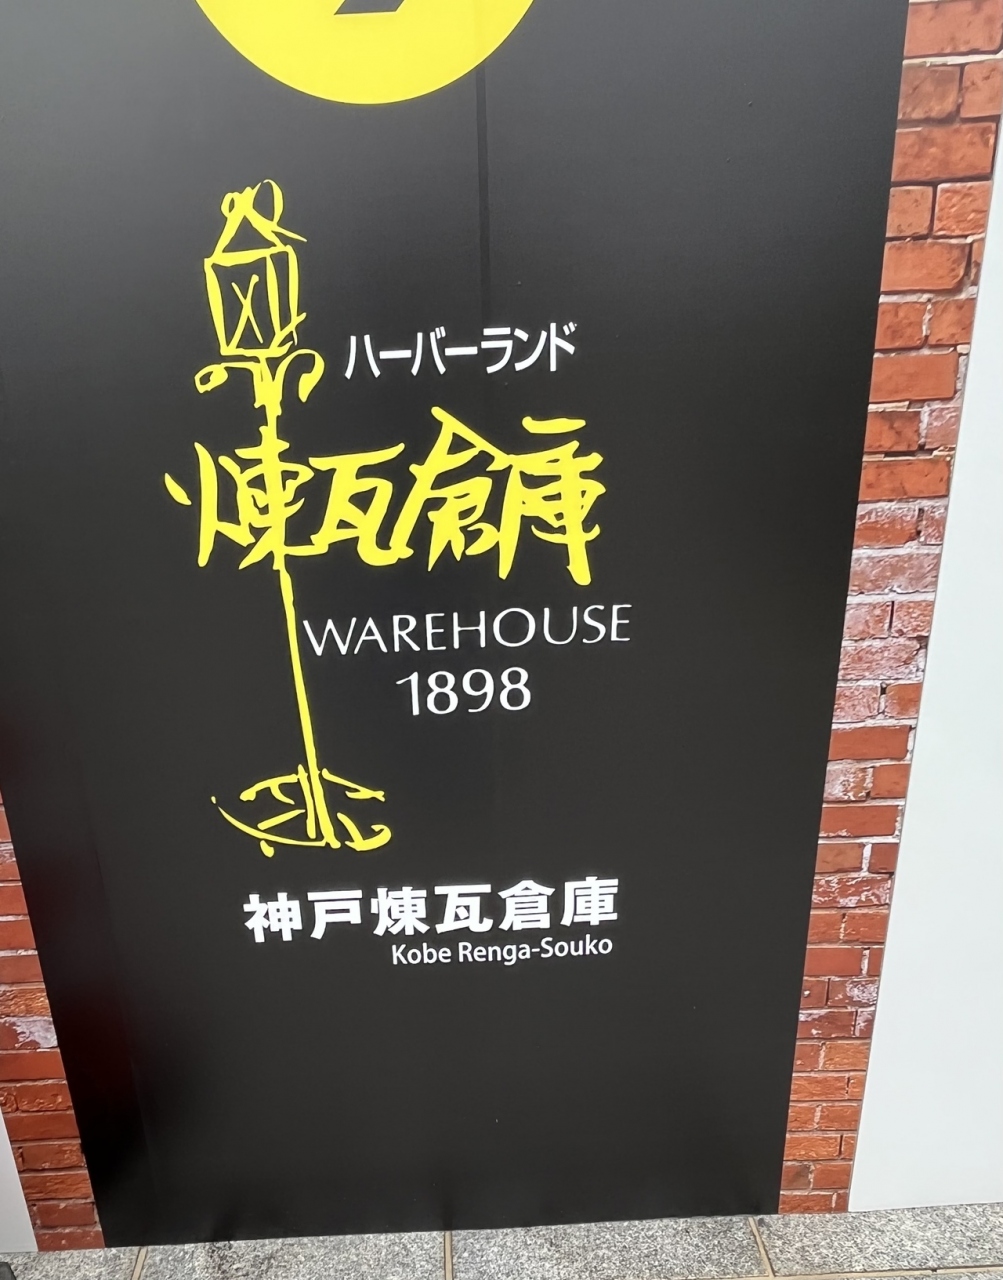 ハーバーランド
煉瓦倉庫
WAREHOUSE
1898
神戸煉瓦倉庫
Kobe Renga-Souko